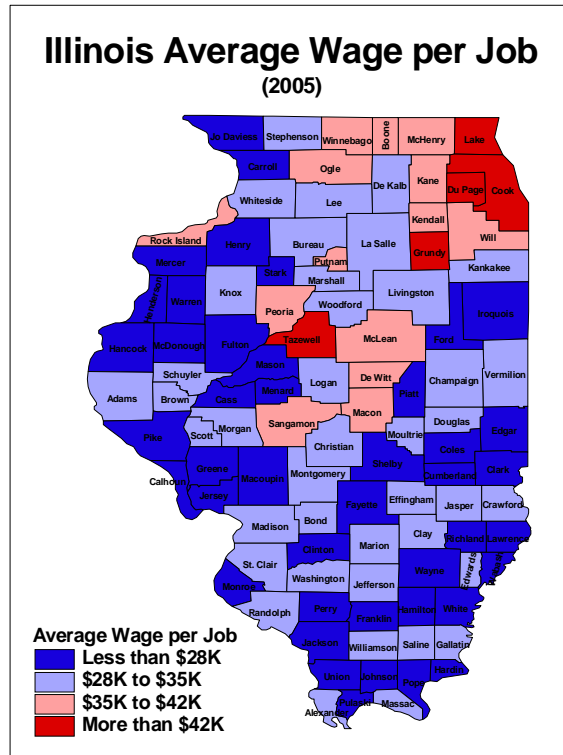 Illinois Average Wage per Job
(2005)
Jo Daviess
Stephenson
Winnebago
Boone
McHenry
Lake
Carroll
Ogle
De Kalb
Kane
Du Page
Cook
Whiteside
Lee
Kendall
Rock Island
Henry
Bureau
La Salle
Grundy
Will
Mercer
Putnam
Kankakee
Stark
Marshall
Henderson
Warren
Knox
Peoria
Woodford
Livingston
Iroquois
Hancock
McDonough
Fulton
Tazewell
McLean
Ford
Mason
Schuyler
Logan
De Witt
Piatt
Champaign
Vermilion
Adams
Brown
Cass
Menard
Macon
Douglas
Edgar
Pike
Scott
Morgan
Sangamon
Christian
Moultrie
Coles
Greene
Shelby
Cumberland
Clark
Calhoun
Macoupin
Montgomery
Jersey
Fayette
Effingham
Jasper
Crawford
Madison
Bond
Clay
Richland
Lawrence
Clinton
Marion
St. Clair
Wayne
Edwards
Wabash
Washington
Jefferson
Monroe
Randolph
Perry
Hamilton
White
Franklin
Jackson
Williamson
Saline
Gallatin
Union
Johnson
Pope
Hardin
Alexander
Pulaski
Massac
Average Wage per Job
Less than $28K
$28K to $35K
$35K to $42K
More than $42K